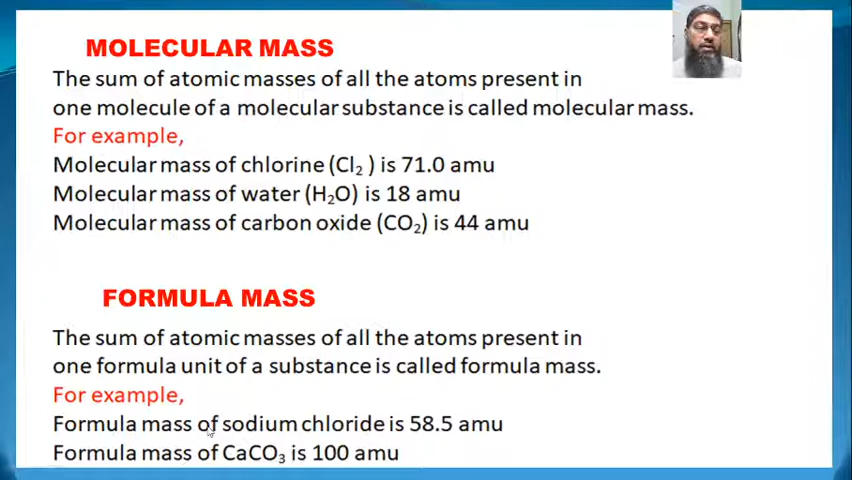 MOLECULAR MASS
The sum of atomic masses of all the atoms present in
one molecule of a molecular substance is called molecular mass.
For example,
Molecular mass of chlorine (Cl₂ ) is 71.0 amu
Molecular mass of water (H₂O) is 18 amu
Molecular mass of carbon oxide (CO₂) is 44 amu
FORMULA MASS
The sum of atomic masses of all the atoms present in
one formula unit of a substance is called formula mass.
For example,
Formula mass of sodium chloride is 58.5 amu
Formula mass of CaCO₃ is 100 amu